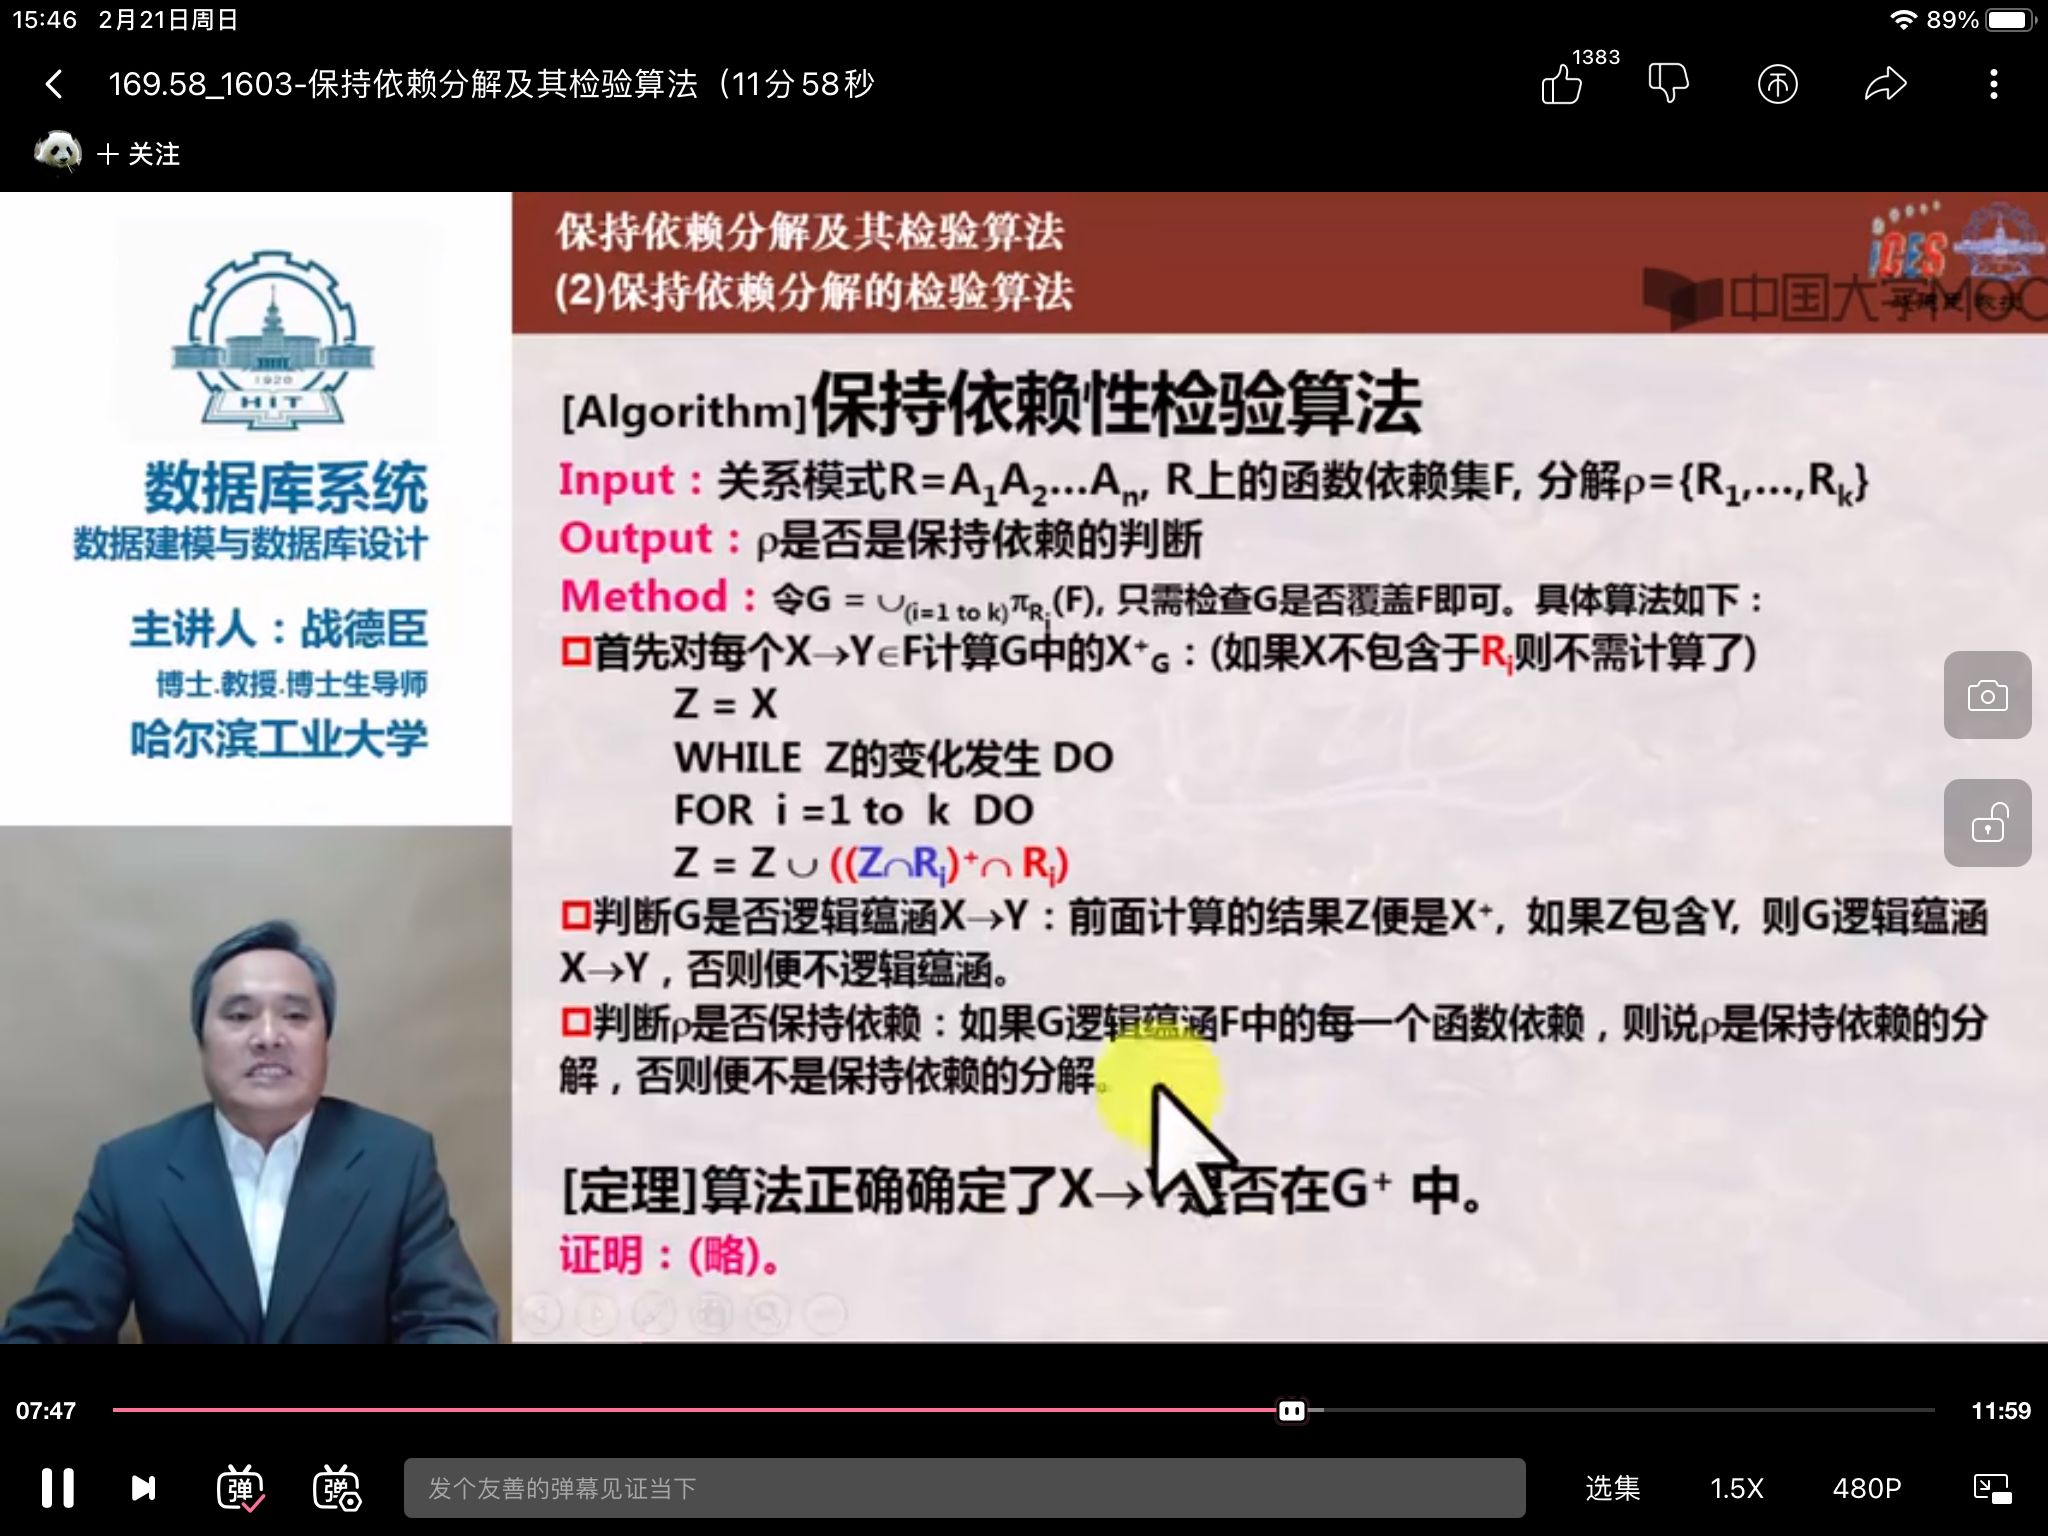 15:46 2月21日周日
89%
169.58_1603-保持依赖分解及其检验算法（11分58秒
1383
+ 关注
1920
HIT
数据库系统
数据建模与数据库设计
主讲人：战德臣
博士.教授.博士生导师
哈尔滨工业大学
保持依赖分解及其检验算法
(2)保持依赖分解的检验算法
iCES
中国大学MOC
[Algorithm]保持依赖性检验算法
Input：关系模式R=A₁A₂...Aₙ, R上的函数依赖集F, 分解ρ={R₁,...,Rₖ}
Output：ρ是否是保持依赖的判断
Method：令G = ∪(i=1 to k)πRᵢ(F), 只需检查G是否覆盖F即可。具体算法如下：
首先对每个X→Y∈F计算G中的X⁺G：(如果X不包含于Rᵢ则不需计算了)
Z = X
WHILE Z的变化发生 DO
FOR i =1 to k DO
Z = Z ∪ ((Z∩Rᵢ)⁺∩ Rᵢ)
判断G是否逻辑蕴涵X→Y：前面计算的结果Z便是X⁺, 如果Z包含Y, 则G逻辑蕴涵
X→Y，否则便不逻辑蕴涵。
判断ρ是否保持依赖：如果G逻辑蕴涵F中的每一个函数依赖，则说ρ是保持依赖的分
解，否则便不是保持依赖的分解。
[定理]算法正确确定了X→Y是否在G⁺ 中。
证明：(略)。
07:47
11:59
弹
弹
发个友善的弹幕见证当下
选集
1.5X
480P